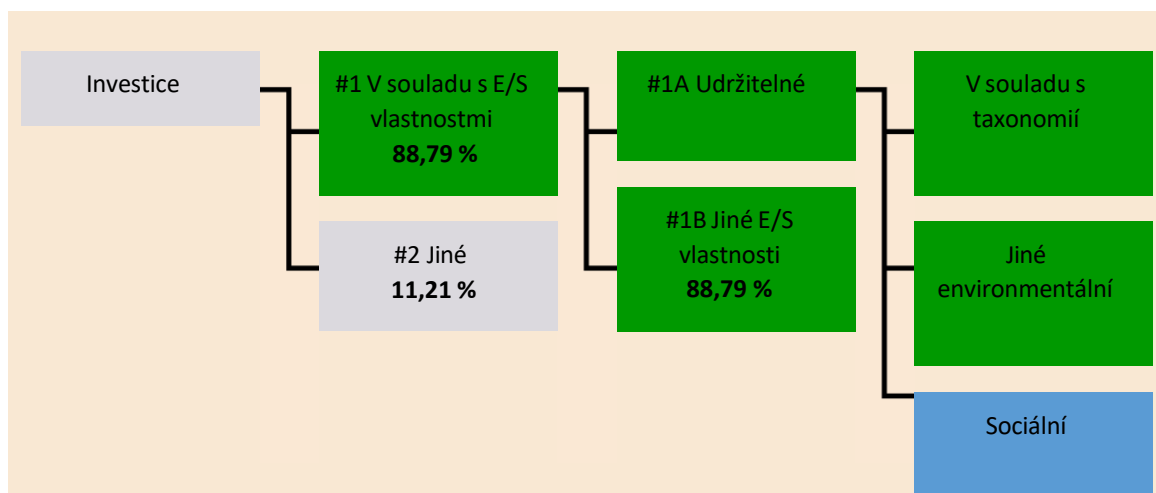 Investice
#1 V souladu s E/S
vlastnostmi
88,79 %
#2 Jiné
11,21 %
#1A Udržitelné
#1B Jiné E/S
vlastnosti
88,79 %
V souladu s
taxonomií
Jiné
environmentální
Sociální